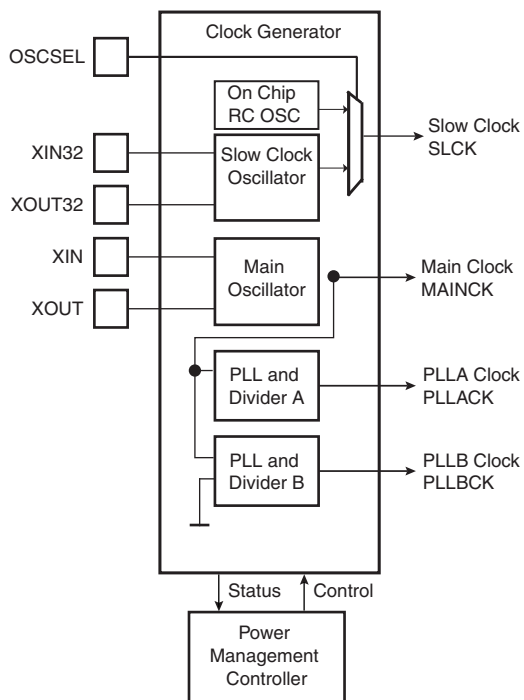 Clock Generator
OSCSEL
On Chip
RC OSC
Slow Clock
SLCK
XIN32
Slow Clock
Oscillator
XOUT32
XIN
Main
Oscillator
Main Clock
MAINCK
XOUT
PLL and
Divider A
PLLA Clock
PLLACK
PLL and
Divider B
PLLB Clock
PLLBCK
Status
Control
Power
Management
Controller